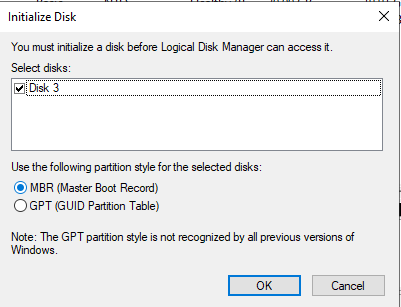 Initialize Disk
You must initialize a disk before Logical Disk Manager can access it.
Select disks:
Disk 3
Use the following partition style for the selected disks:
MBR (Master Boot Record)
GPT (GUID Partition Table)
Note: The GPT partition style is not recognized by all previous versions of
Windows.
OK
Cancel